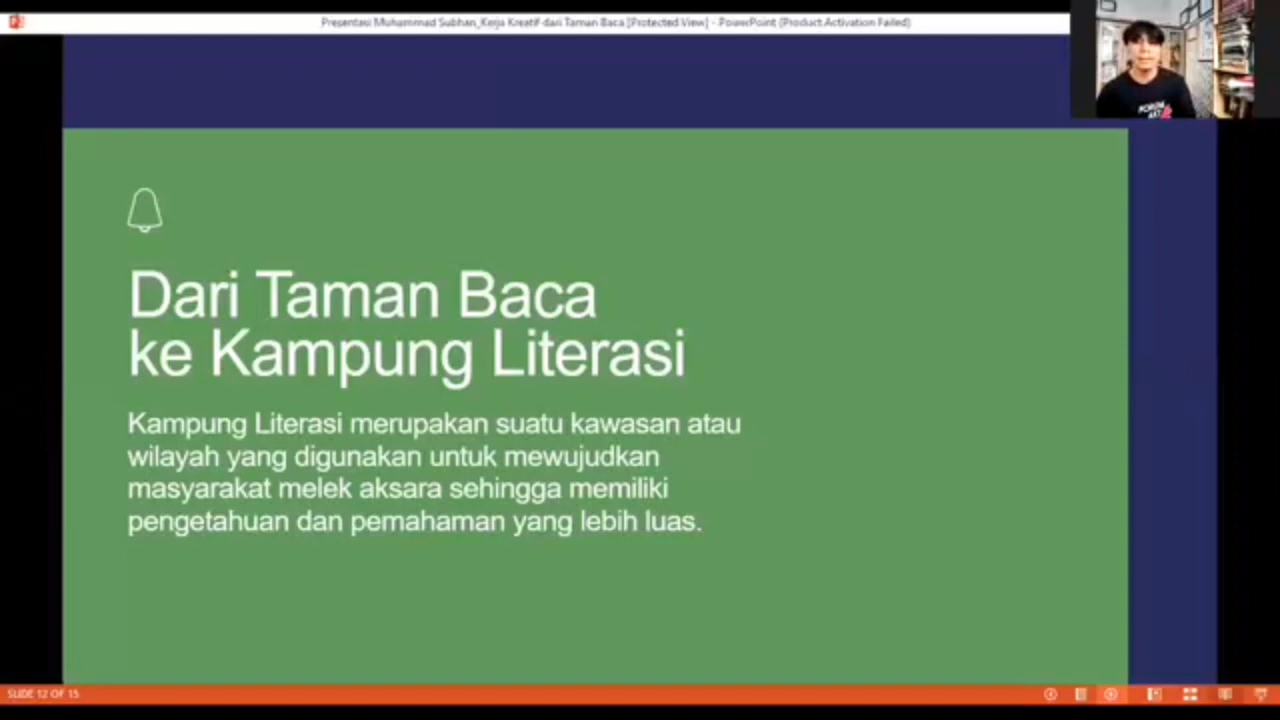 Presentasi Muhammad Subhan_Kerja Kreatif dari Taman Baca [Protected View] - PowerPoint (Product Activation Failed)
FORUM
Dari Taman Baca
ke Kampung Literasi
Kampung Literasi merupakan suatu kawasan atau
wilayah yang digunakan untuk mewujudkan
masyarakat melek aksara sehingga memiliki
pengetahuan dan pemahaman yang lebih luas.
SLIDE 12 OF 15